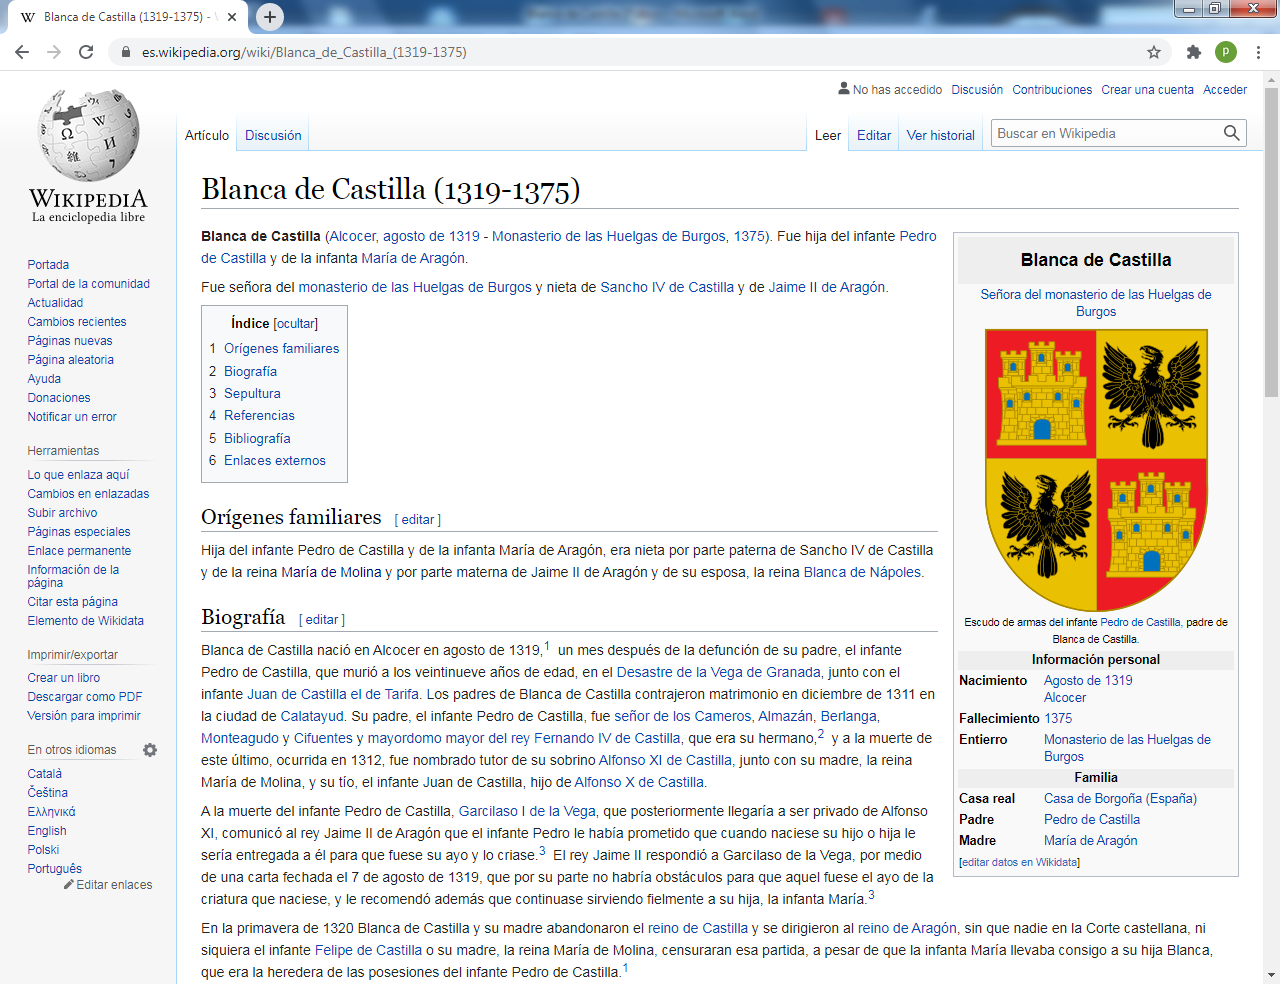 Blanca de Castilla (1319-1375) -
es.wikipedia.org/wiki/Blanca_de_Castilla_(1319-1375)
P
No has accedido Discusión Contribuciones Crear una cuenta Acceder
Artículo Discusión Leer Editar Ver historial Buscar en Wikipedia
WIKIPEDIA
La enciclopedia libre
Portada
Portal de la comunidad
Actualidad
Cambios recientes
Páginas nuevas
Página aleatoria
Ayuda
Donaciones
Notificar un error
Herramientas
Lo que enlaza aquí
Cambios en enlazadas
Subir archivo
Páginas especiales
Enlace permanente
Información de la
página
Citar esta página
Elemento de Wikidata
Imprimir/exportar
Crear un libro
Descargar como PDF
Versión para imprimir
En otros idiomas
Català
Čeština
Ελληνικά
English
Polski
Português
Editar enlaces
Blanca de Castilla (1319-1375)
Blanca de Castilla (Alcocer, agosto de 1319 - Monasterio de las Huelgas de Burgos, 1375). Fue hija del infante Pedro
de Castilla y de la infanta María de Aragón.
Fue señora del monasterio de las Huelgas de Burgos y nieta de Sancho IV de Castilla y de Jaime II de Aragón.
Índice [ocultar]
1 Orígenes familiares
2 Biografía
3 Sepultura
4 Referencias
5 Bibliografía
6 Enlaces externos
Orígenes familiares [ editar ]
Hija del infante Pedro de Castilla y de la infanta María de Aragón, era nieta por parte paterna de Sancho IV de Castilla
y de la reina María de Molina y por parte materna de Jaime II de Aragón y de su esposa, la reina Blanca de Nápoles.
Biografía [ editar ]
Blanca de Castilla nació en Alcocer en agosto de 1319,1 un mes después de la defunción de su padre, el infante
Pedro de Castilla, que murió a los veintinueve años de edad, en el Desastre de la Vega de Granada, junto con el
infante Juan de Castilla el de Tarifa. Los padres de Blanca de Castilla contrajeron matrimonio en diciembre de 1311 en
la ciudad de Calatayud. Su padre, el infante Pedro de Castilla, fue señor de los Cameros, Almazán, Berlanga,
Monteagudo y Cifuentes y mayordomo mayor del rey Fernando IV de Castilla, que era su hermano,2 y a la muerte de
este último, ocurrida en 1312, fue nombrado tutor de su sobrino Alfonso XI de Castilla, junto con su madre, la reina
María de Molina, y su tío, el infante Juan de Castilla, hijo de Alfonso X de Castilla.
A la muerte del infante Pedro de Castilla, Garcilaso I de la Vega, que posteriormente llegaría a ser privado de Alfonso
XI, comunicó al rey Jaime II de Aragón que el infante Pedro le había prometido que cuando naciese su hijo o hija le
sería entregada a él para que fuese su ayo y lo criase.3 El rey Jaime II respondió a Garcilaso de la Vega, por medio
de una carta fechada el 7 de agosto de 1319, que por su parte no habría obstáculos para que aquel fuese el ayo de la
criatura que naciese, y le recomendó además que continuase sirviendo fielmente a su hija, la infanta María.3
En la primavera de 1320 Blanca de Castilla y su madre abandonaron el reino de Castilla y se dirigieron al reino de Aragón, sin que nadie en la Corte castellana, ni
siquiera el infante Felipe de Castilla o su madre, la reina María de Molina, censuraran esa partida, a pesar de que la infanta María llevaba consigo a su hija Blanca,
que era la heredera de las posesiones del infante Pedro de Castilla.1
Blanca de Castilla
Señora del monasterio de las Huelgas de
Burgos
Escudo de armas del infante Pedro de Castilla, padre de
Blanca de Castilla.
Información personal
Nacimiento Agosto de 1319
Alcocer
Fallecimiento 1375
Entierro Monasterio de las Huelgas de
Burgos
Familia
Casa real Casa de Borgoña (España)
Padre Pedro de Castilla
Madre María de Aragón
[editar datos en Wikidata]